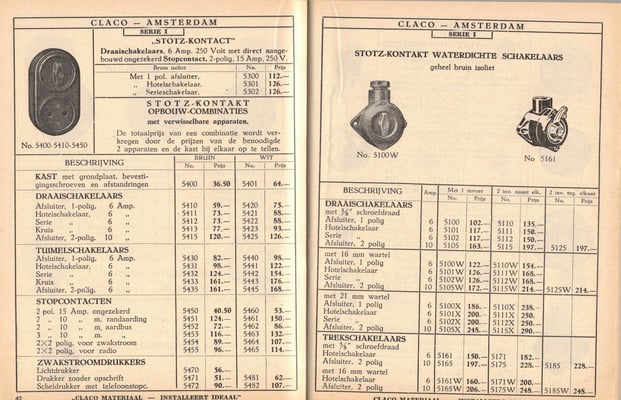 CLACO — AMSTERDAM
SERIE I
„STOTZ-KONTACT"
Draaischakelaars, 6 Amp. 250 Volt met direct aange-
bouwd ongezekerd Stopcontact, 2-polig, 15 Amp, 250 V.
Bruin isoliet No. Prijs
Met 1 pol. afsluiter, 5300 112.—
„ Hotelschakelaar, 5301 126.—
„ Serieschakelaar, 5302 126.—
No. 5400-5410-5450
STOTZ-KONTAKT
OPBOUW-COMBINATIES
met verwisselbare apparaten.
De totaalprijs van een combinatie wordt ver-
kregen door de prijzen van de benoodigde
2 apparaten en de kast bij elkaar op te tellen.
BESCHRIJVING BRUIN WIT
No. Prijs No. Prijs
KAST met grondplaat, bevesti-
gingsschroeven en afstandringen 5400 36.50 5401 64.—
DRAAISCHAKELAARS
Afsluiter, 1-polig, 6 Amp. 5410 59.— 5420 75.—
Hotelschakelaar, 6 „ 5411 73.— 5421 88.—
Serie „ 6 „ 5412 73.— 5422 88.—
Kruis „ 6 „ 5413 77.— 5423 93.—
Afsluiter, 2-polig, 10 „ 5415 120.— 5425 126.—
TUIMELSCHAKELAARS
Afsluiter, 1-polig, 6 Amp. 5430 82.— 5440 98.—
Hotelschakelaar, 6 „ 5431 98.— 5441 122.—
Serie „ 6 „ 5432 124.— 5442 154.—
Kruis „ 6 „ 5433 161.— 5443 176.—
Afsluiter, 2-polig, 6 „ 5435 161.— 5445 168.—
STOPCONTACTEN
2 pol. 15 Amp. ongezekerd 5450 40.50 5460 53.—
2 „ 10 „ m. randaarding 5451 124.— 5461 150.—
2 „ 10 „ m. aardbus 5452 72.— 5462 86.—
3 „ 10 „ m. „ 5453 116.— 5463 132.—
2×2 polig, voor zwakstroom 5454 89.— 5464 107.—
2×2 polig, voor radio 5455 96.— 5465 114.—
ZWAKSTROOMDRUKKERS
Lichtdrukker 5470 56.—
Drukker zonder opschrift 5471 51.— 5481 62.—
Scheldrukker met telefoonstopc. 5472 90.— 5482 107.—
42 „CLACO MATERIAAL — INSTALLEERT IDEAAL"
CLACO — AMSTERDAM
SERIE I
STOTZ-KONTAKT WATERDICHTE SCHAKELAARS
geheel bruin isoliet
No. 5100W
No 5161
BESCHRIJVING Amp. Met 1 invoer 2 inv. naast elk. 2 inv. teg. elkaar
No. Prijs No. Prijs No. Prijs
DRAAISCHAKELAARS
met ⅝" schroefdraad
Afsluiter, 1 polig 6 5100 102.— 5110 135.—
Hotelschakelaar 6 5101 117.— 5111 150.—
Serie „ 6 5102 117.— 5112 150.—
Afsluiter, 2 polig 10 5105 163.— 5115 197.— 5125 197.—
met 16 mm wartel
Afsluiter, 1 polig 6 5100W 122.— 5110W 154.—
Hotelschakelaar 6 5101W 126.— 5111W 168.—
Serie „ 6 5102W 126.— 5112W 168.—
Afsluiter, 2 polig 10 5105W 172.— 5115W 214.— 5125W 214.—
met 21 mm wartel
Afsluiter, 1 polig 6 5100X 186.— 5110X 238.—
Hotelschakelaar 6 5101X 200.— 5111X 250.—
Serie „ 6 5102X 200.— 5112X 250.—
Afsluiter, 2 polig 10 5105X 248.— 5115X 290.—
TREKSCHAKELAARS
met ⅝" schroefdraad
Hotelschakelaar 6 5161 150.— 5171 182.—
Afsluiter, 2 polig 10 5165 197.— 5175 228.— 5185 228.—
met 16 mm wartel
Hotelschakelaar 6 5161W 160.— 5171W 200.—
Afsluiter, 2 polig 10 5165W 206.— 5175W 248.— 5185W 248.—